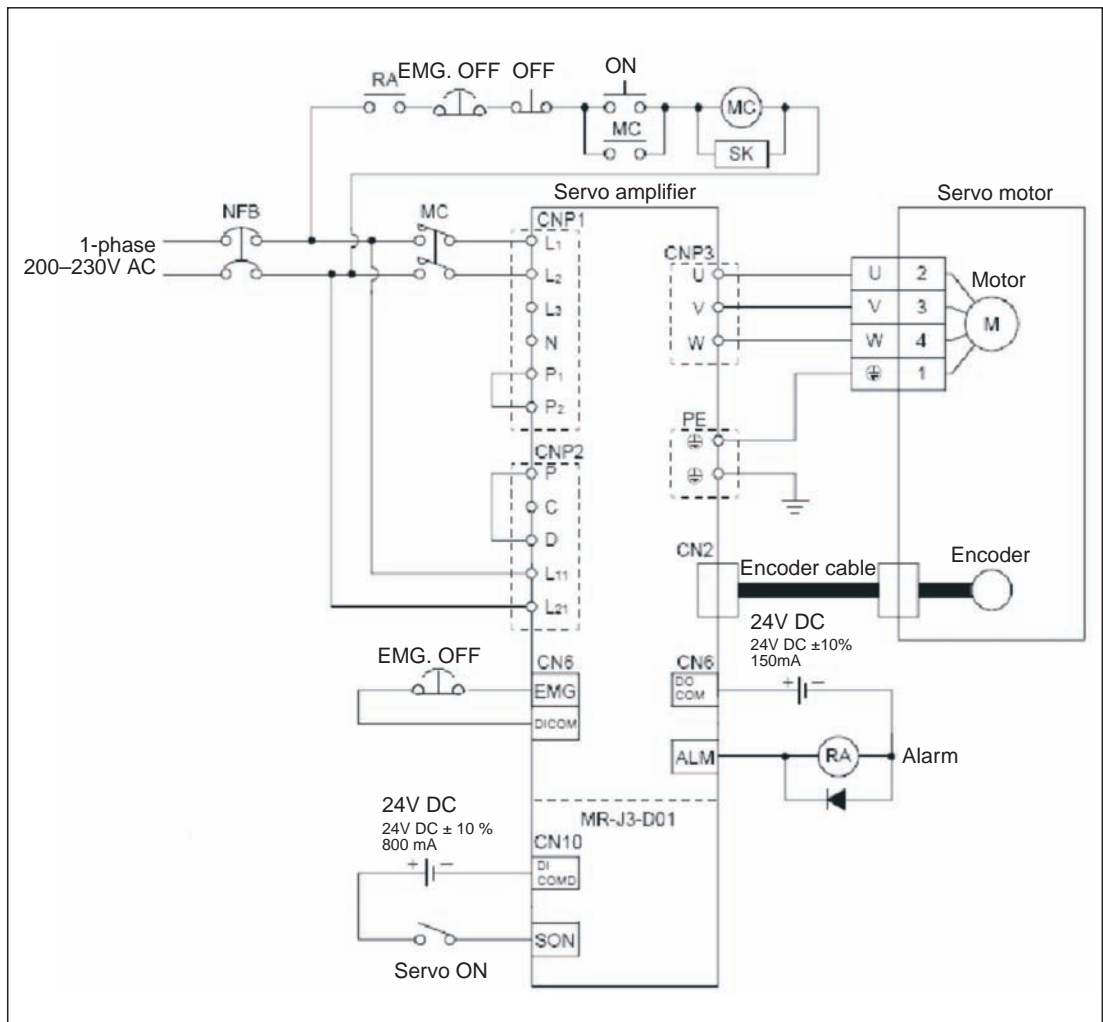 RA EMG. OFF OFF ON
MC
MC
SK
Servo amplifier Servo motor
NFB MC CNP1
1-phase
200–230V AC
L1
L2
L3
N
P1
P2
CNP3
U
V
W
U 2 Motor
V 3 M
W 4
1
PE
CNP2
P
C
D
L11
L21
CN2
Encoder cable Encoder
24V DC
24V DC ±10%
150mA
+ −
EMG. OFF
CN6
EMG
DICOM
CN6
DO
COM
ALM
RA Alarm
MR-J3-D01
24V DC
24V DC ± 10 %
800 mA
+ −
CN10
DI
COMD
SON
Servo ON